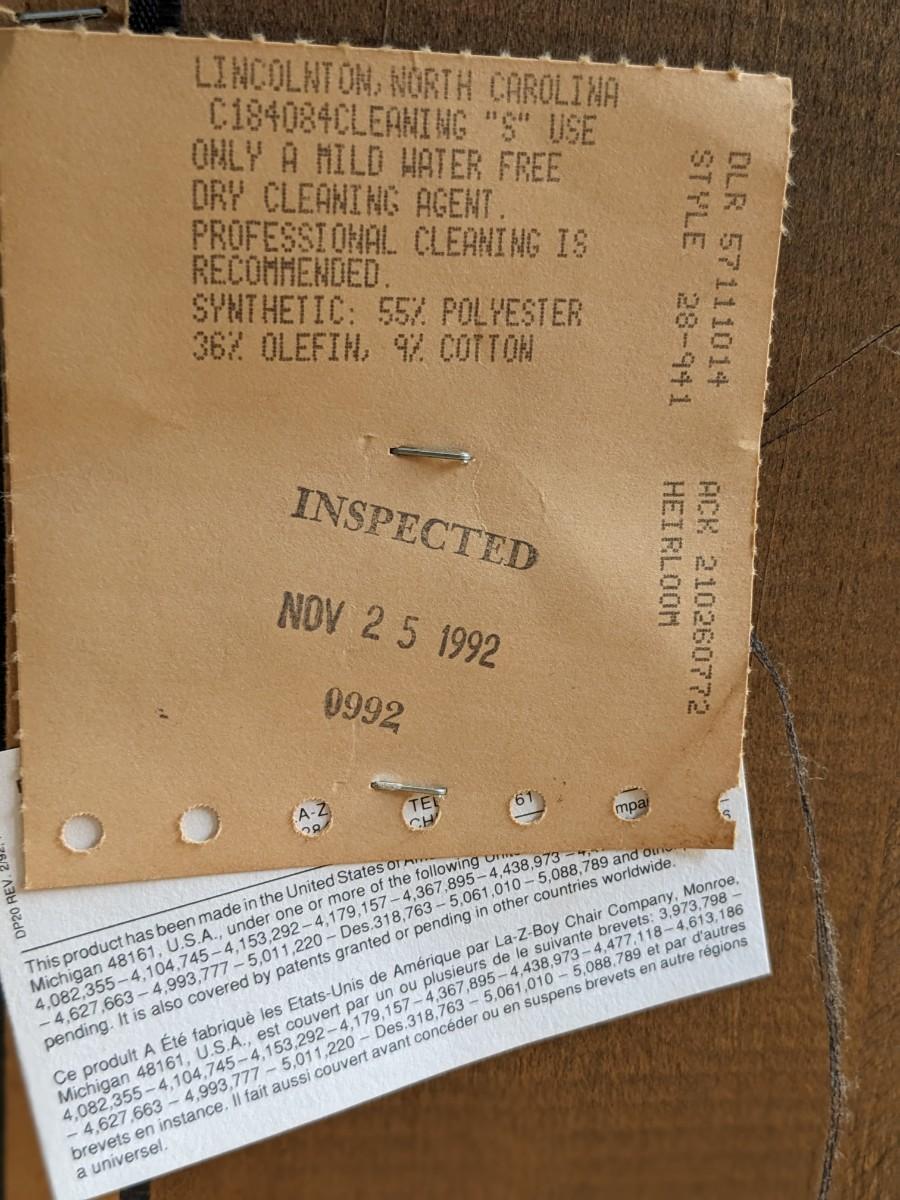 LINCOLNTON, NORTH CAROLINA
C184084CLEANING "S" USE
ONLY A MILD WATER FREE
DRY CLEANING AGENT.
PROFESSIONAL CLEANING IS
RECOMMENDED.
SYNTHETIC: 55% POLYESTER
36% OLEFIN, 9% COTTON
DLR 57111014 ACK 210260772
STYLE 28-941 HEIRLOOM
INSPECTED
NOV 25 1992
0992
A-Z
61
DP20 REV
This product has been made in the United States of
Michigan 48161, U.S.A., under one or more of the following
4,082,355–4,104,745–4,153,292–4,179,157–4,367,895–4,438,973
–4,627,663 – 4,993,777 – 5,011,220 – Des.318,763 – 5,061,010 – 5,088,789 and
pending. It is also covered by patents granted or pending in other countries worldwide.
Ce produIt A Été fabriquè les Etats-Unis de Amérique par La-Z-Boy Chair Company, Monroe,
Michigan 48161, U.S.A., est couvert par un ou plusieurs de le suivante brevets: 3,973,798 –
4,082,355–4,104,745–4,153,292–4,179,157–4,367,895–4,438,973–4,477,118–4,613,186
– 4,627,663 – 4,993,777 – 5,011,220 – Des.318,763 – 5,061,010 – 5,088.789 et par d'autres
brevets en instance. Il fait aussi couvert avant concéder ou en suspens brevets en autre régions
a universel.